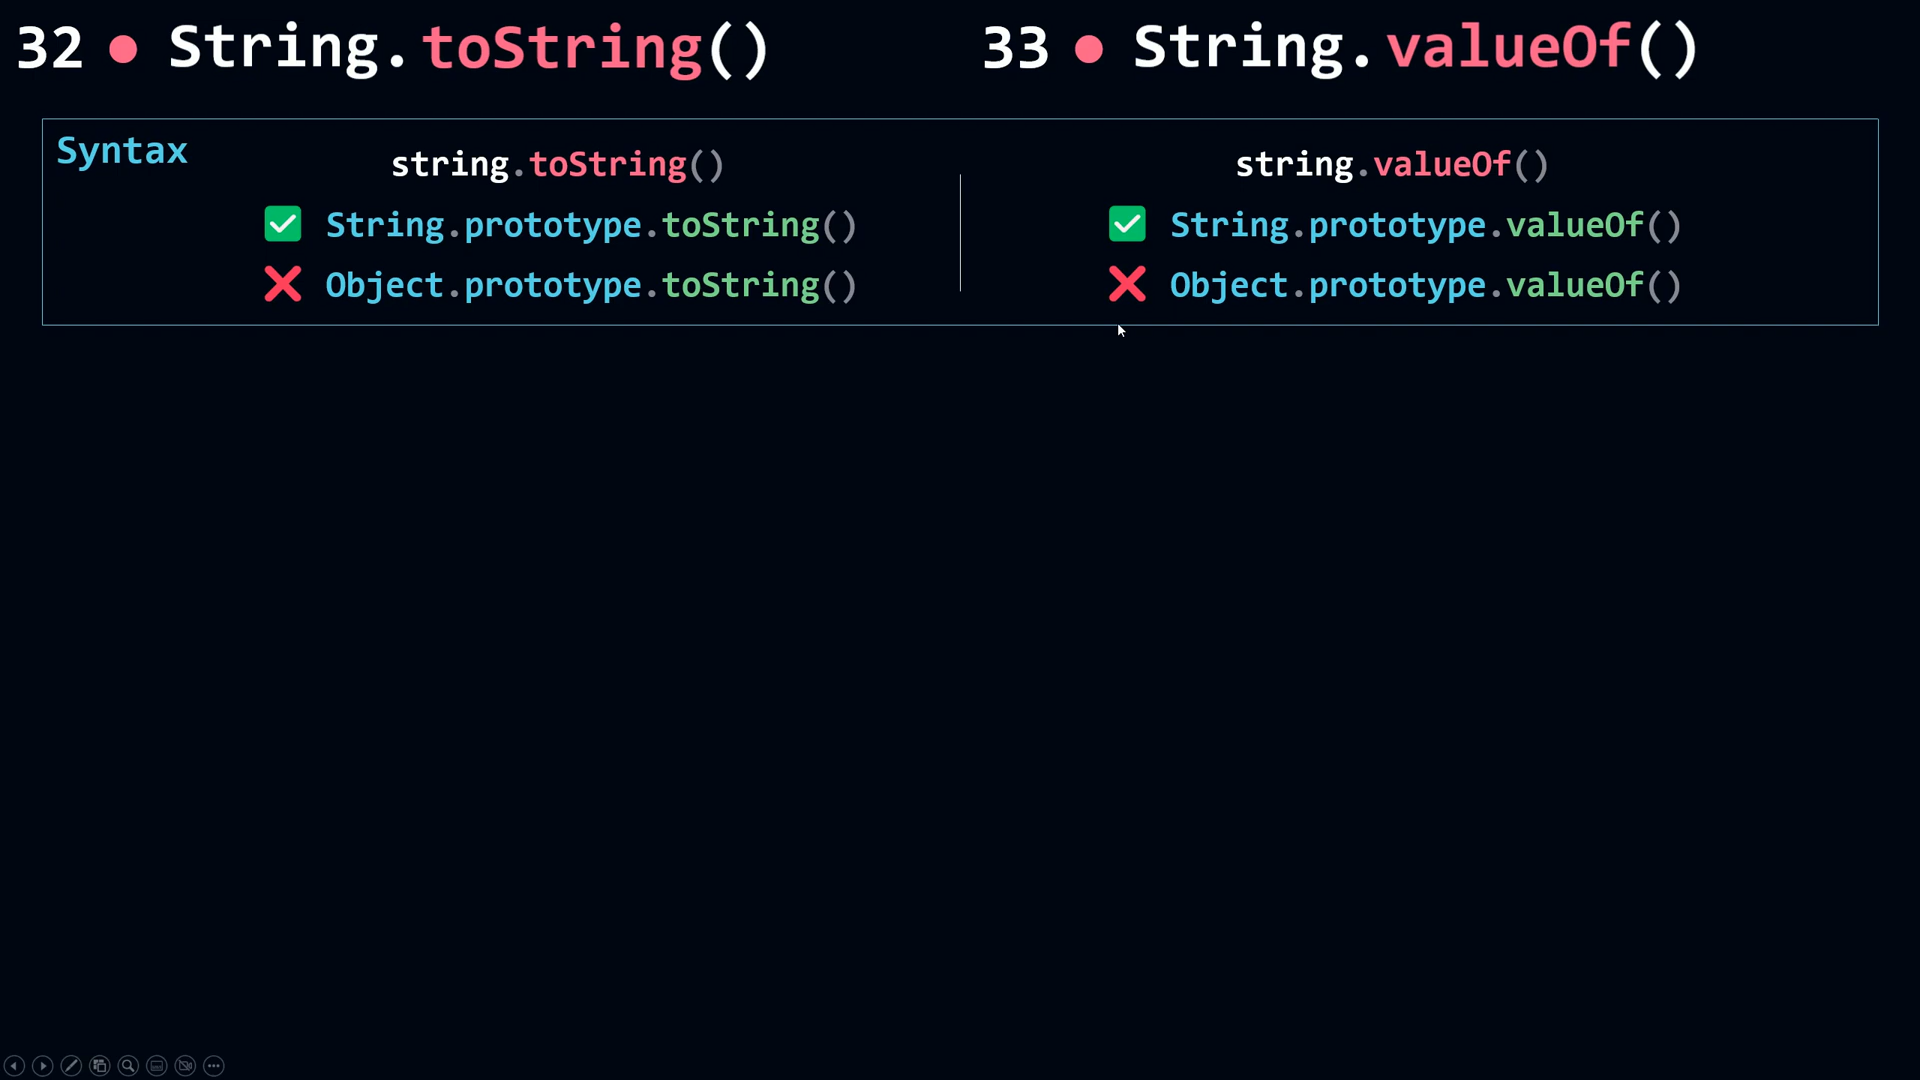 32 • String.toString()
33 • String.valueOf()
Syntax
string.toString()
✅ String.prototype.toString()
❌ Object.prototype.toString()
string.valueOf()
✅ String.prototype.valueOf()
❌ Object.prototype.valueOf()